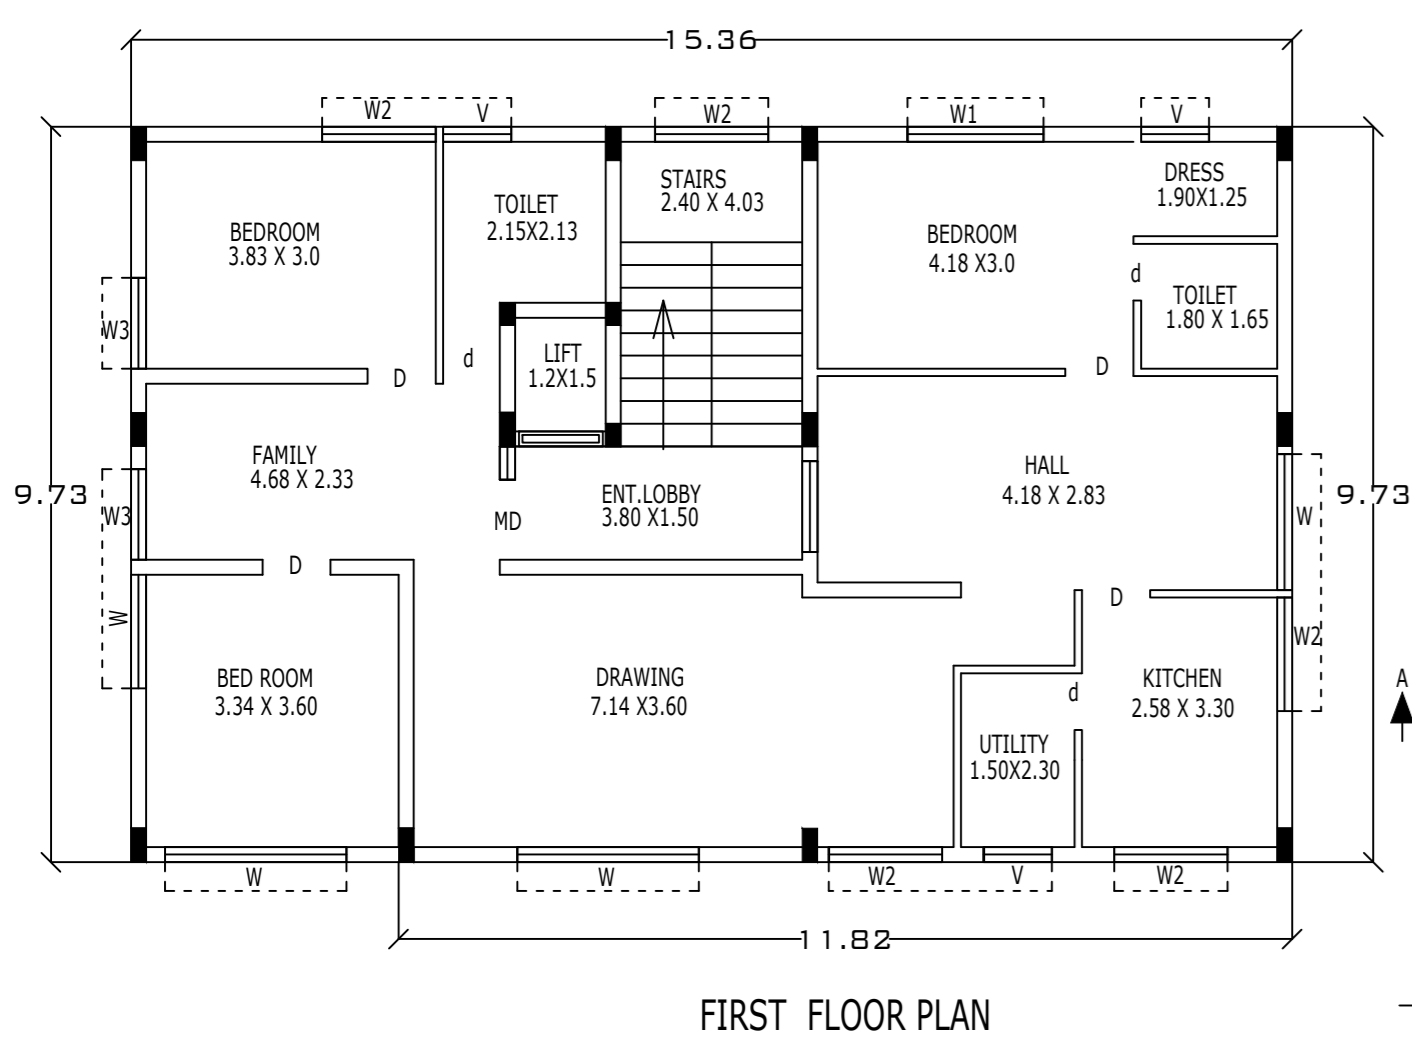 15.36
W2
V
W2
W1
V
STAIRS
2.40 X 4.03
DRESS
1.90X1.25
TOILET
2.15X2.13
BEDROOM
3.83 X 3.0
BEDROOM
4.18 X3.0
d
TOILET
1.80 X 1.65
W3
LIFT
1.2X1.5
d
D
D
FAMILY
4.68 X 2.33
HALL
4.18 X 2.83
9.73
9.73
ENT.LOBBY
3.80 X1.50
W3
MD
W
D
D
W
W2
BED ROOM
3.34 X 3.60
DRAWING
7.14 X3.60
d
KITCHEN
2.58 X 3.30
A
UTILITY
1.50X2.30
W
W
W2
V
W2
11.82
FIRST FLOOR PLAN